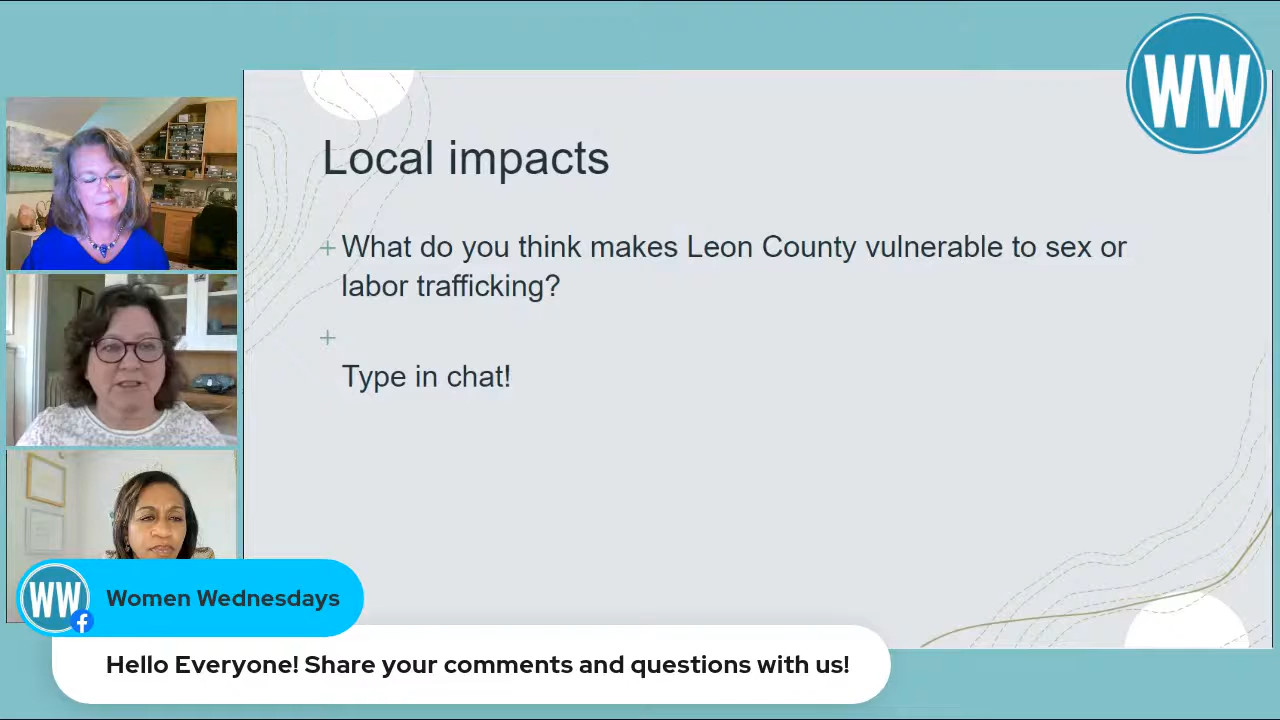 WW
Local impacts
+ What do you think makes Leon County vulnerable to sex or
labor trafficking?
+
Type in chat!
WW
Women Wednesdays
Hello Everyone! Share your comments and questions with us!